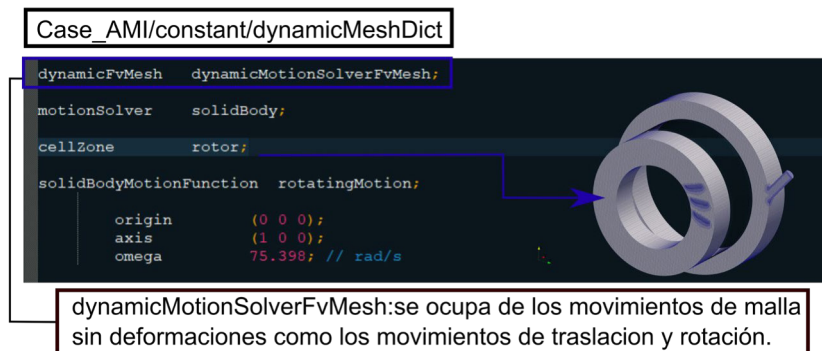 Case_AMI/constant/dynamicMeshDict
dynamicFvMesh dynamicMotionSolverFvMesh;
motionSolver solidBody;
cellZone rotor;
solidBodyMotionFunction rotatingMotion;
origin (0 0 0);
axis (1 0 0);
omega 75.398; // rad/s
dynamicMotionSolverFvMesh:se ocupa de los movimientos de malla
sin deformaciones como los movimientos de traslacion y rotación.